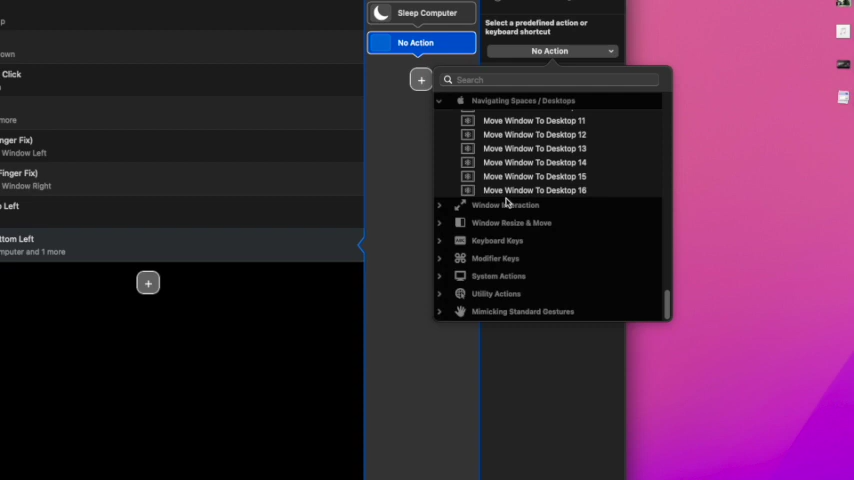 p
own
Click
more
nger Fix)
Window Left
Finger Fix)
Window Right
Left
ttom Left
mputer and 1 more
+
Sleep Computer
No Action
+
Select a predefined action or
keyboard shortcut
No Action
Search
Navigating Spaces / Desktops
Move Window To Desktop 11
Move Window To Desktop 12
Move Window To Desktop 13
Move Window To Desktop 14
Move Window To Desktop 15
Move Window To Desktop 16
Window Interaction
Window Resize & Move
Keyboard Keys
Modifier Keys
System Actions
Utility Actions
Mimicking Standard Gestures